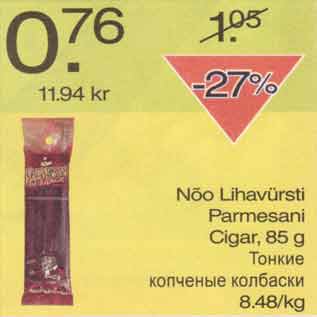 0.76
1.05
11.94 kr
-27%
Nõo Lihavürsti
Parmesani
Cigar, 85 g
Тонкие
копченые колбаски
8.48/kg